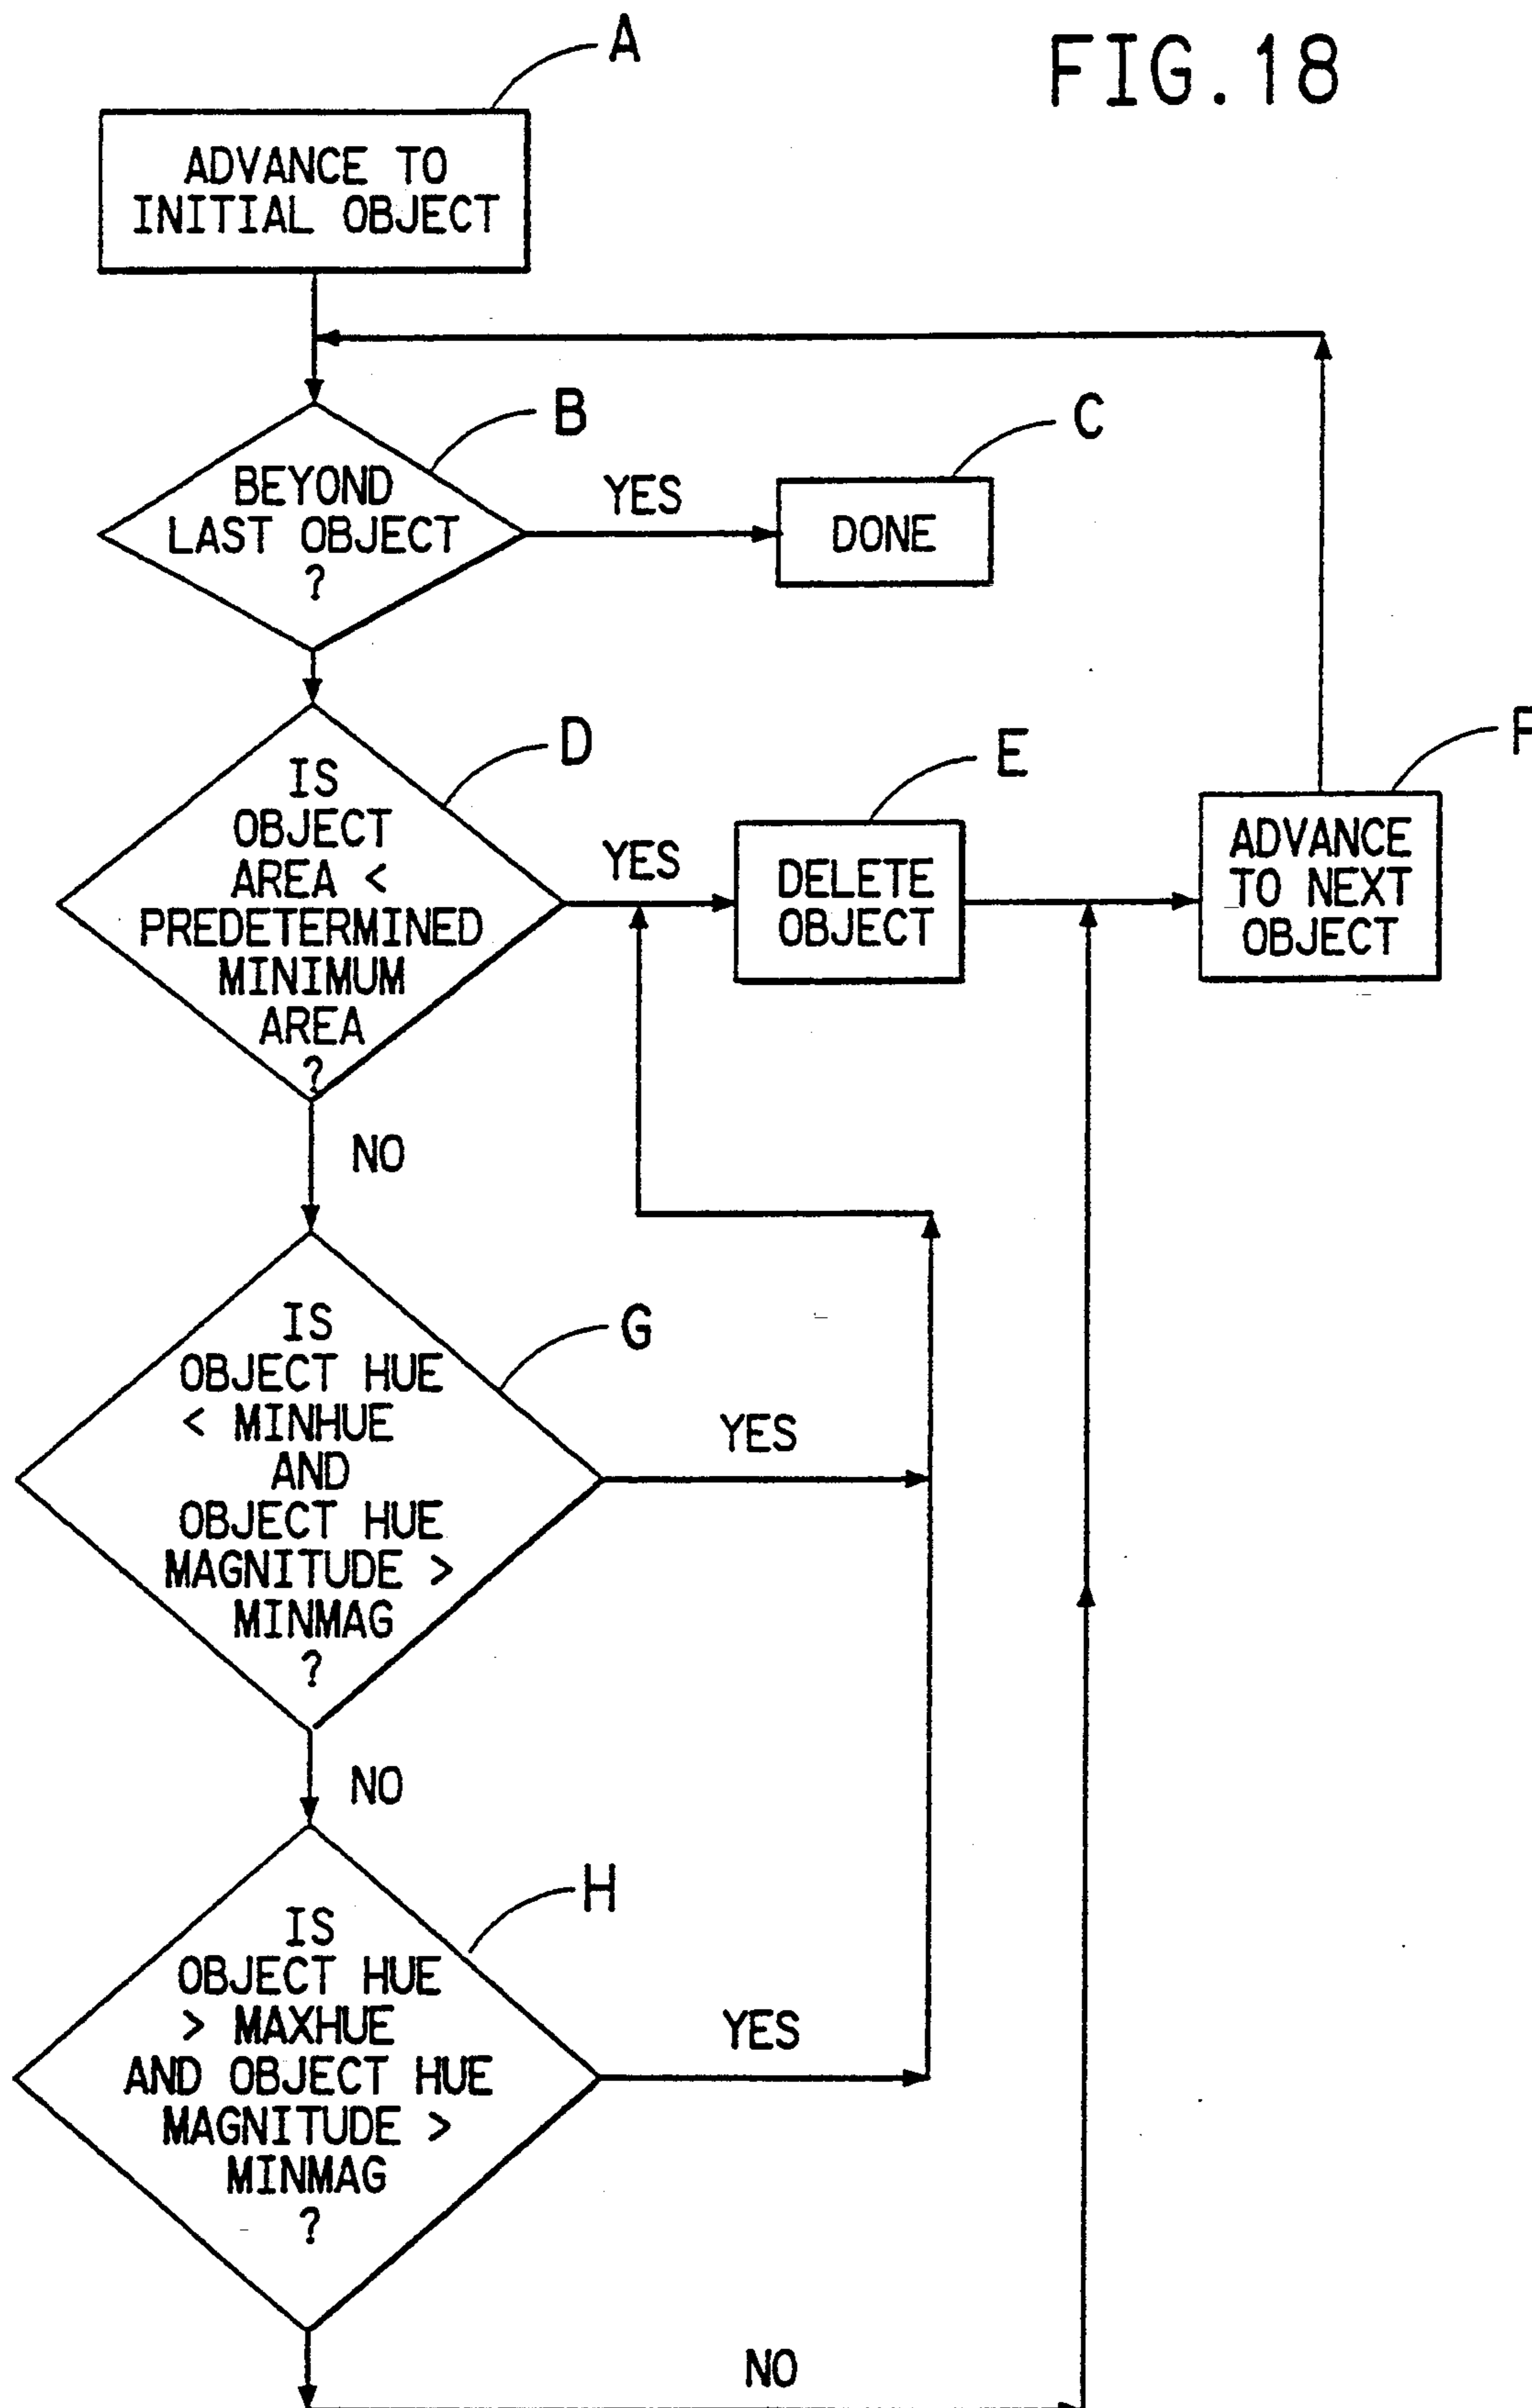 FIG.18
A
ADVANCE TO
INITIAL OBJECT
B
BEYOND
LAST OBJECT
?
YES
C
DONE
D
IS
OBJECT
AREA <
PREDETERMINED
MINIMUM
AREA
?
YES
E
DELETE
OBJECT
F
ADVANCE
TO NEXT
OBJECT
NO
G
IS
OBJECT HUE
< MINHUE
AND
OBJECT HUE
MAGNITUDE >
MINMAG
?
YES
NO
H
IS
OBJECT HUE
> MAXHUE
AND OBJECT HUE
MAGNITUDE >
MINMAG
?
YES
NO